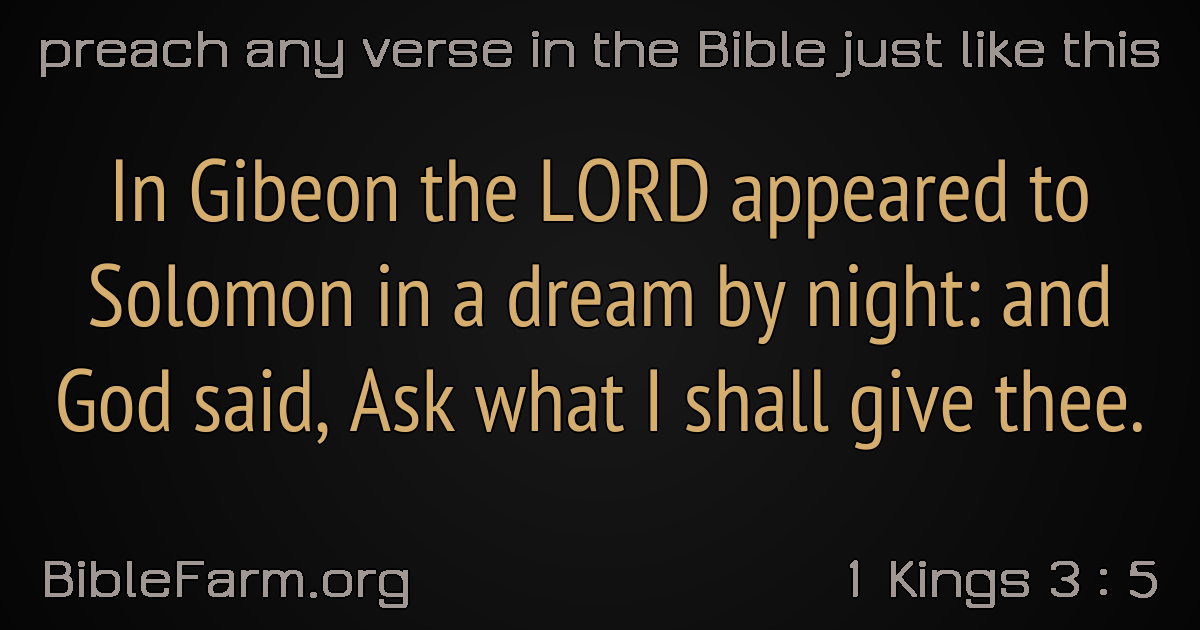 preach any verse in the Bible just like this
In Gibeon the LORD appeared to
Solomon in a dream by night: and
God said, Ask what I shall give thee.
BibleFarm.org
1 Kings 3 : 5